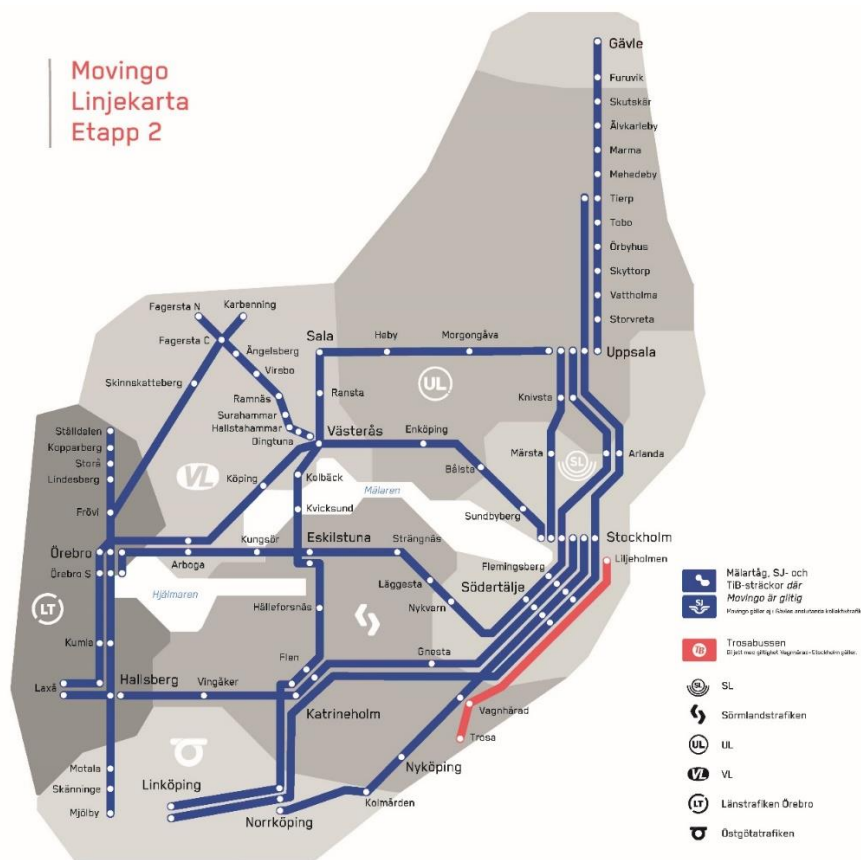 Movingo
Linjekarta
Etapp 2
Gävle
Furuvik
Skutskär
Älvkarleby
Marma
Mehedeby
Tierp
Tobo
Örbyhus
Skyttorp
Vattholma
Storvreta
Uppsala
Fagersta N
Karbenning
Fagersta C
Ängelsberg
Virsbo
Skinnskatteberg
Ramnäs
Surahammar
Hallstahammar
Dingtuna
Sala
Heby
Morgongåva
UL
Ransta
Västerås
Enköping
Knivsta
Märsta
SL
Arlanda
Bålsta
Sundbyberg
Stockholm
Liljeholmen
Ställdalen
Kopparberg
Storå
Lindesberg
Frövi
VL
Köping
Kolbäck
Mälaren
Kvicksund
Örebro
Arboga
Kungsör
Eskilstuna
Strängnäs
Flemingsberg
Örebro S
Södertälje
Läggesta
Nykvarn
Hjälmaren
LT
Hälleforsnäs
Kumla
Flen
Gnesta
Laxå
Hallsberg
Vingåker
Katrineholm
Vagnhärad
Trosa
Motala
Skänninge
Mjölby
Linköping
Norrköping
Nyköping
Kolmården
Mälartåg, SJ- och
TiB-sträckor där
Movingo är giltig
SJ
Trosabussen
SL
Sörmlandstrafiken
UL
UL
VL
VL
LT
Länstrafiken Örebro
Östgötatrafiken